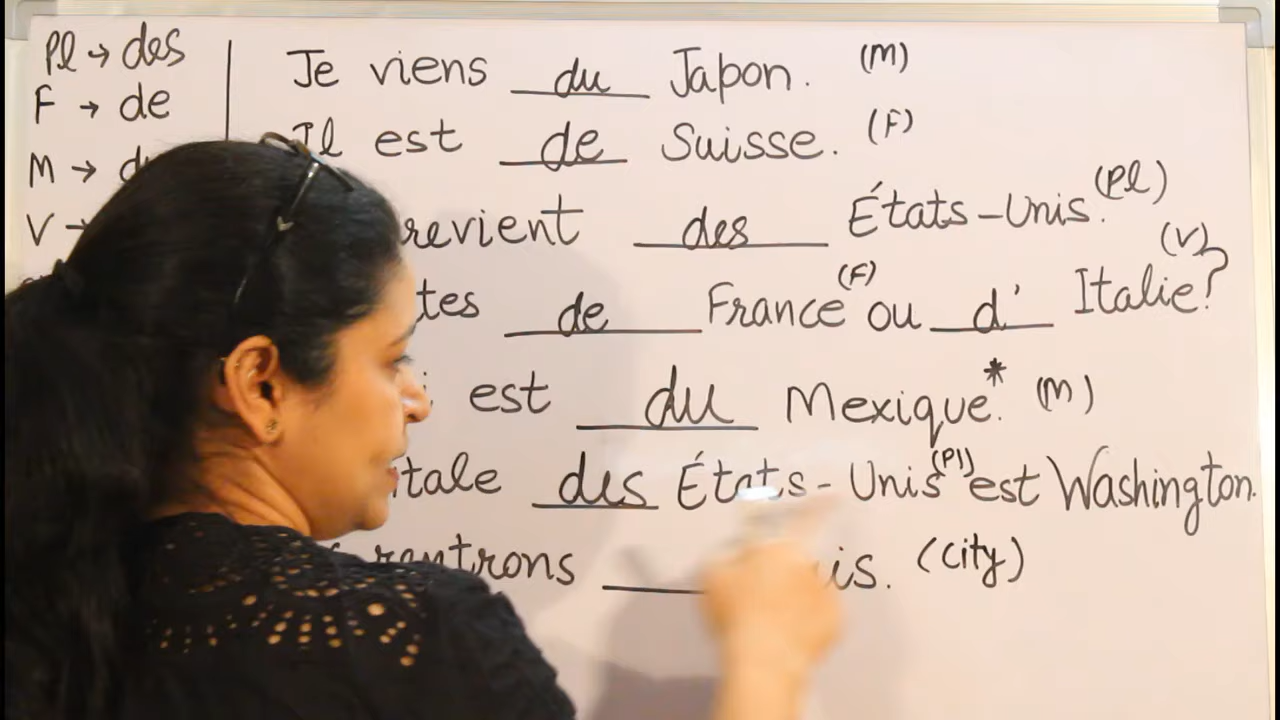 Pl → des
F → de
M →
V →
Je viens du Japon. (M)
Il est de Suisse. (F)
revient des États-Unis. (Pl)
tes de France (F) ou d' Italie? (V)
est du Mexique.* (M)
tale des États-Unis (Pl) est Washington.
rentrons is. (City)